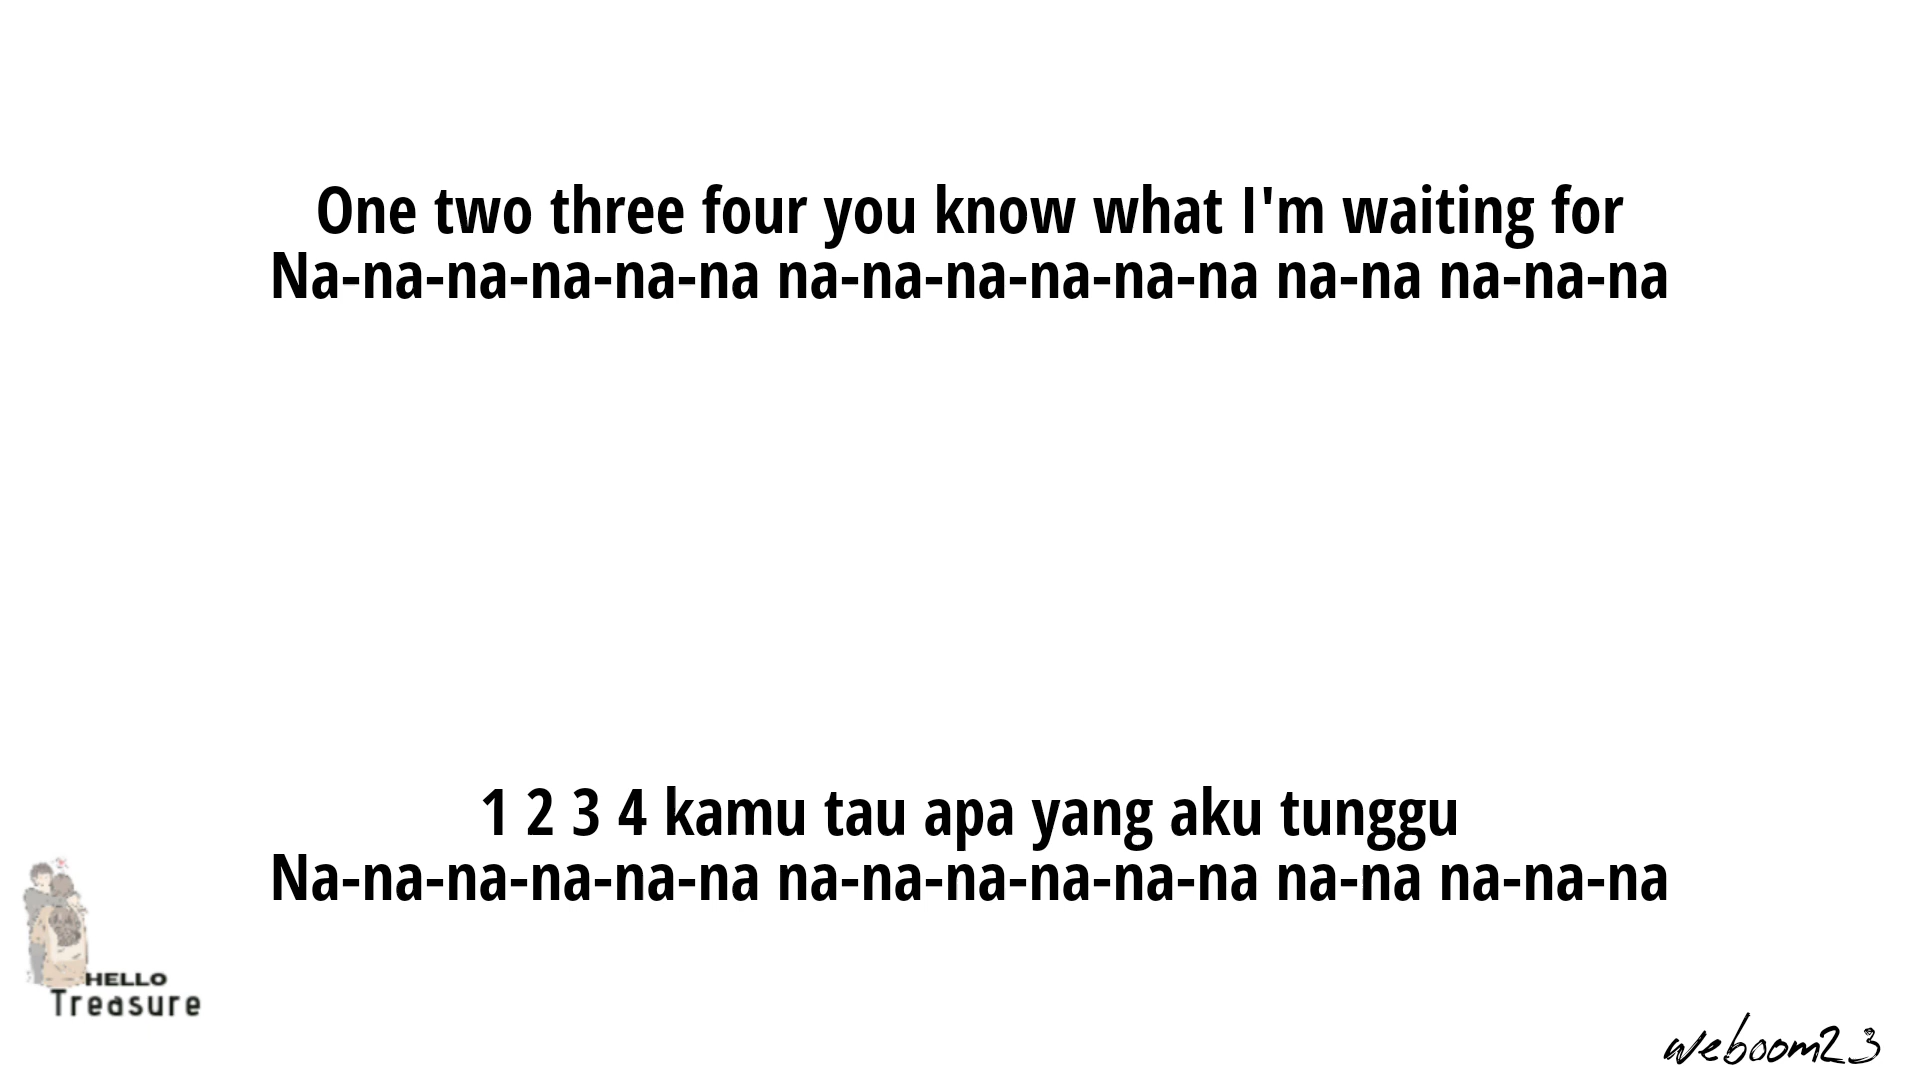 One two three four you know what I'm waiting for
Na-na-na-na-na-na na-na-na-na-na-na na-na na-na-na
1 2 3 4 kamu tau apa yang aku tunggu
Na-na-na-na-na-na na-na-na-na-na-na na-na na-na-na
HELLO
Treasure
weboom23